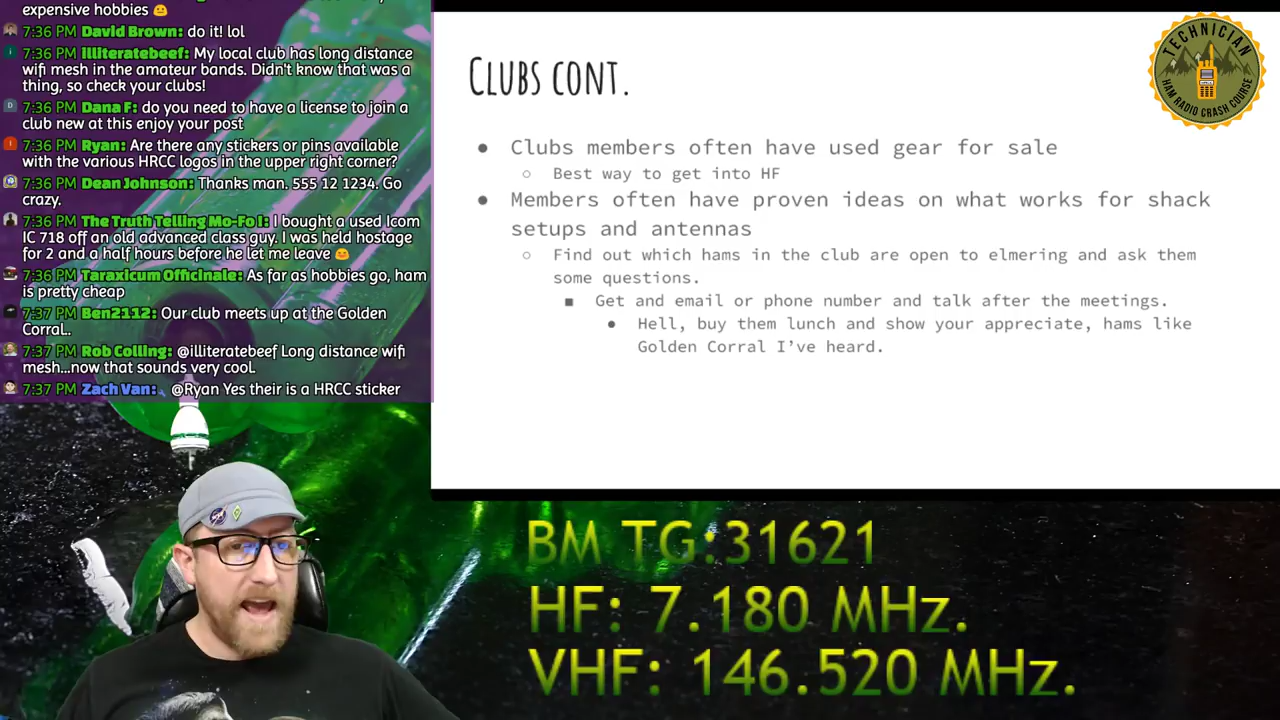 expensive hobbies
7:36 PM David Brown: do it! lol
7:36 PM illiteratebeef: My local club has long distance
wifi mesh in the amateur bands. Didn't know that was a
thing, so check your clubs!
7:36 PM Dana F: do you need to have a license to join a
club new at this enjoy your post
7:36 PM Ryan: Are there any stickers or pins available
with the various HRCC logos in the upper right corner?
7:36 PM Dean Johnson: Thanks man. 555 12 1234. Go
crazy.
7:36 PM The Truth Telling Mo-Fo !: I bought a used Icom
IC 718 off an old advanced class guy. I was held hostage
for 2 and a half hours before he let me leave
7:36 PM Taraxicum Officinale: As far as hobbies go, ham
is pretty cheap
7:37 PM Ben2112: Our club meets up at the Golden
Corral..
7:37 PM Rob Colling: @illiteratebeef Long distance wifi
mesh...now that sounds very cool.
7:37 PM Zach Van: @Ryan Yes their is a HRCC sticker
Clubs cont.
TECHNICIAN
HAM RADIO CRASH COURSE
● Clubs members often have used gear for sale
○ Best way to get into HF
● Members often have proven ideas on what works for shack
setups and antennas
○ Find out which hams in the club are open to elmering and ask them
some questions.
■ Get and email or phone number and talk after the meetings.
● Hell, buy them lunch and show your appreciate, hams like
Golden Corral I've heard.
BM TG:31621
HF: 7.180 MHz.
VHF: 146.520 MHz.